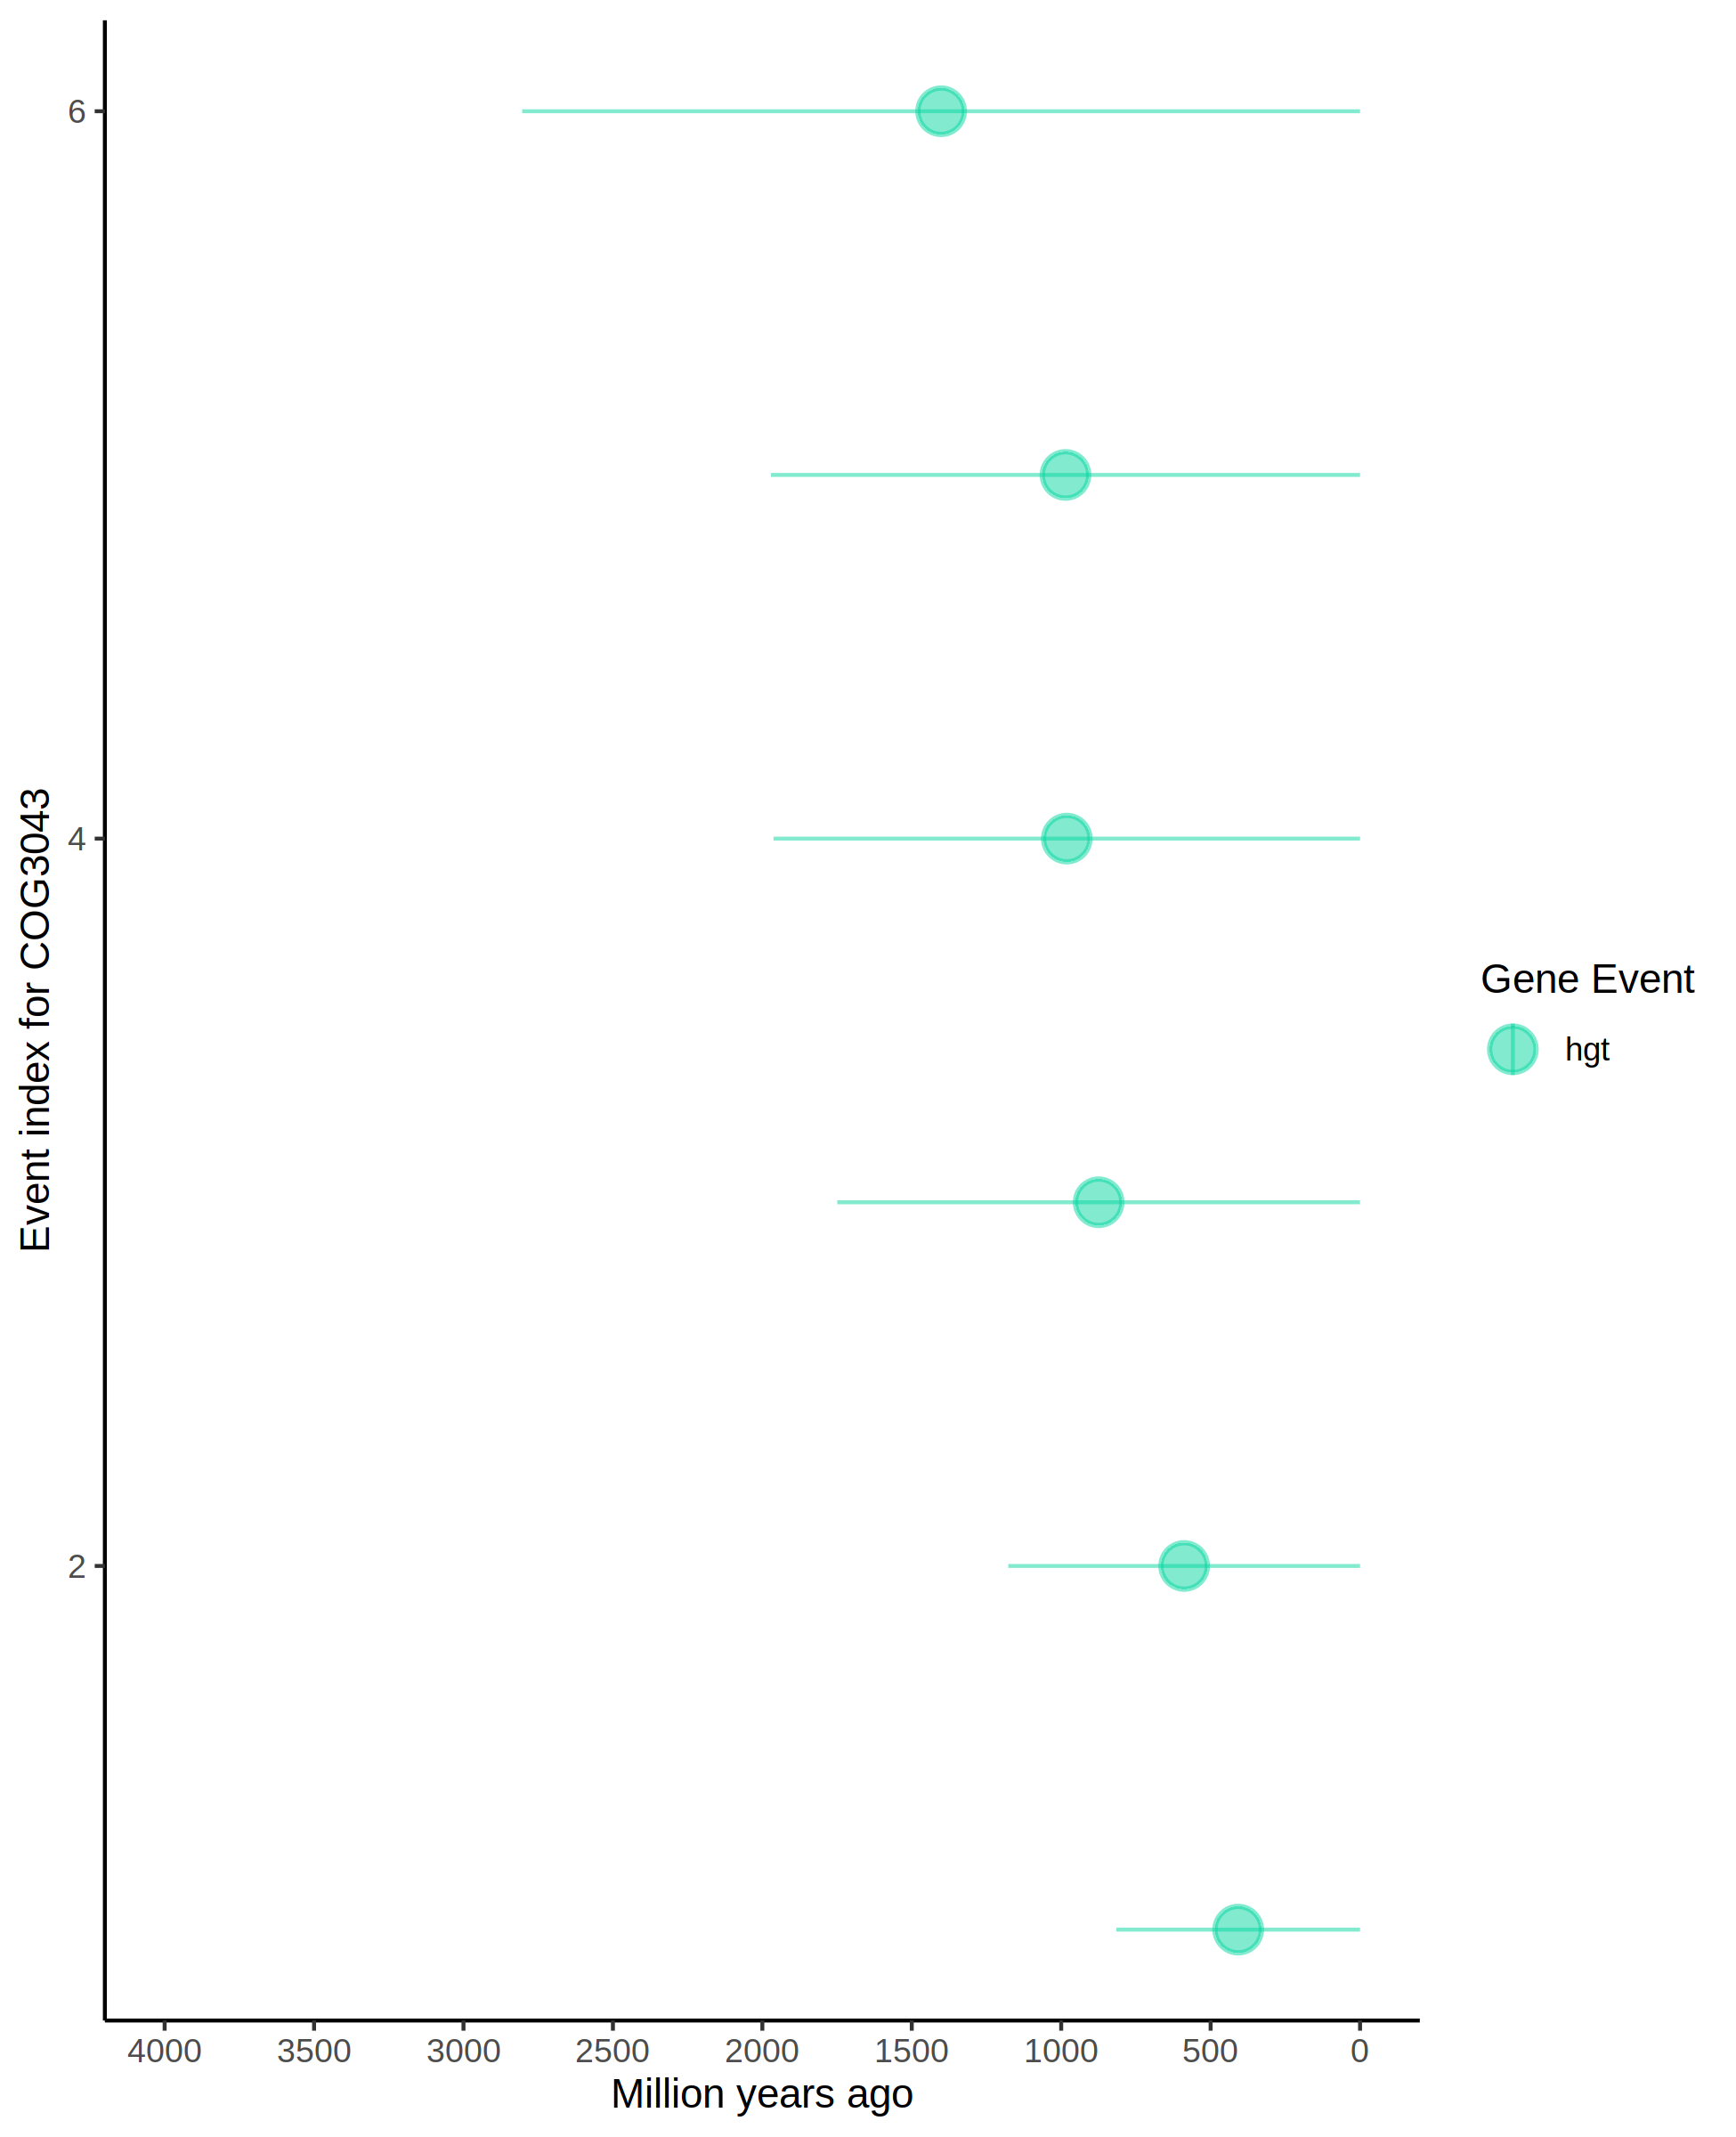 6
4
2
Event index for COG3043
4000 3500 3000 2500 2000 1500 1000 500 0
Million years ago
Gene Event
hgt